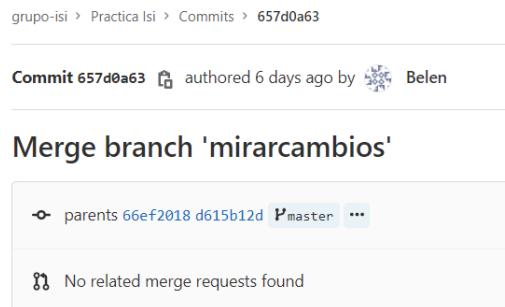 grupo-isi > Practica Isi > Commits > 657d0a63
Commit 657d0a63 authored 6 days ago by Belen
Merge branch 'mirarcambios'
parents 66ef2018 d615b12d master ...
No related merge requests found